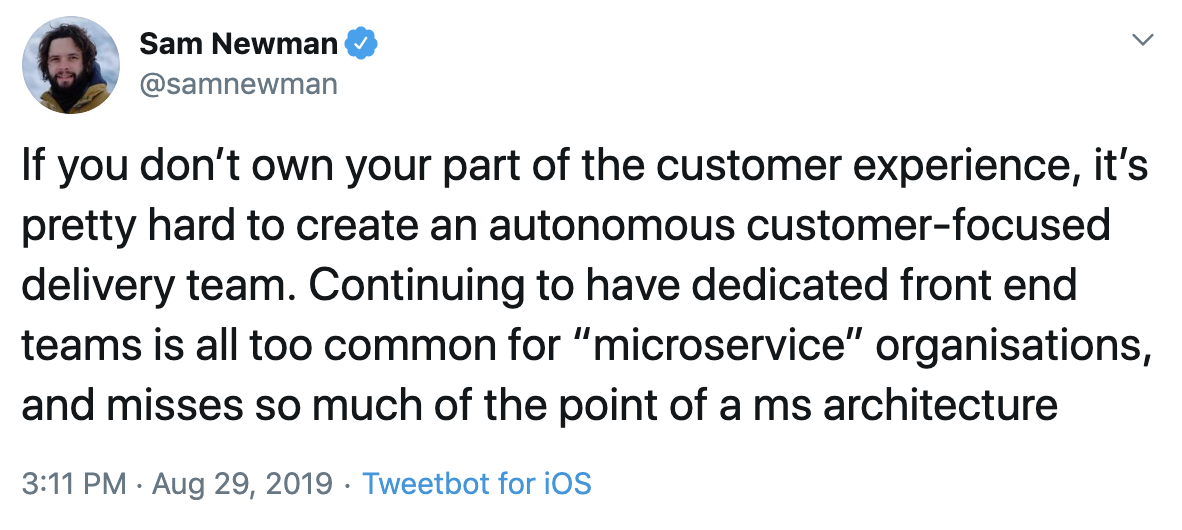 Sam Newman
@samnewman
If you don’t own your part of the customer experience, it’s
pretty hard to create an autonomous customer-focused
delivery team. Continuing to have dedicated front end
teams is all too common for “microservice” organisations,
and misses so much of the point of a ms architecture
3:11 PM · Aug 29, 2019 · Tweetbot for iOS